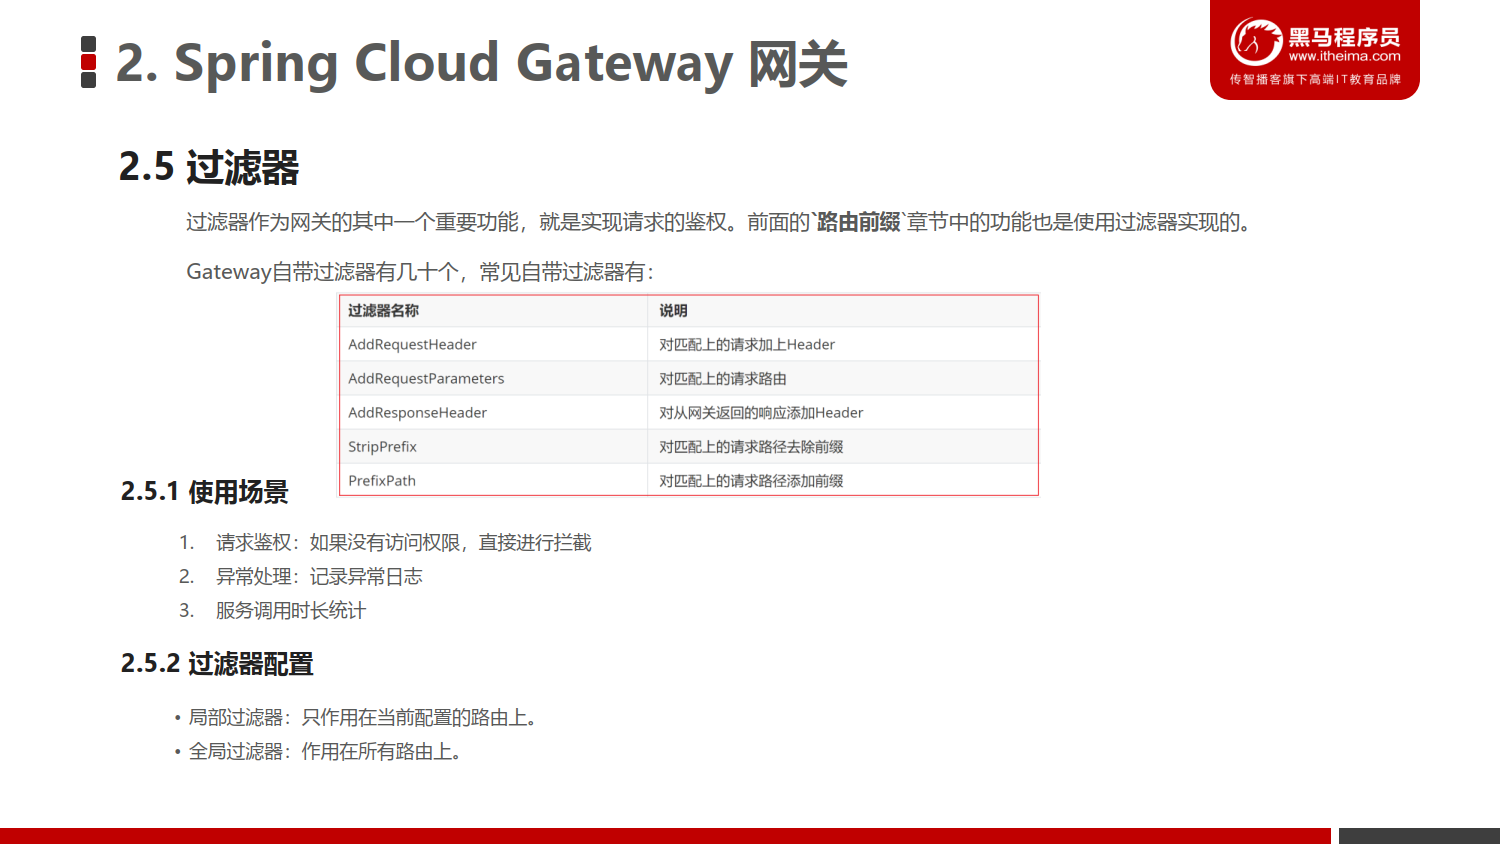 2. Spring Cloud Gateway 网关
黑马程序员
www.itheima.com
传智播客旗下高端IT教育品牌
2.5 过滤器
过滤器作为网关的其中一个重要功能，就是实现请求的鉴权。前面的`路由前缀`章节中的功能也是使用过滤器实现的。
Gateway自带过滤器有几十个，常见自带过滤器有：
过滤器名称 说明
AddRequestHeader 对匹配上的请求加上Header
AddRequestParameters 对匹配上的请求路由
AddResponseHeader 对从网关返回的响应添加Header
StripPrefix 对匹配上的请求路径去除前缀
PrefixPath 对匹配上的请求路径添加前缀
2.5.1 使用场景
1. 请求鉴权：如果没有访问权限，直接进行拦截
2. 异常处理：记录异常日志
3. 服务调用时长统计
2.5.2 过滤器配置
• 局部过滤器：只作用在当前配置的路由上。
• 全局过滤器：作用在所有路由上。